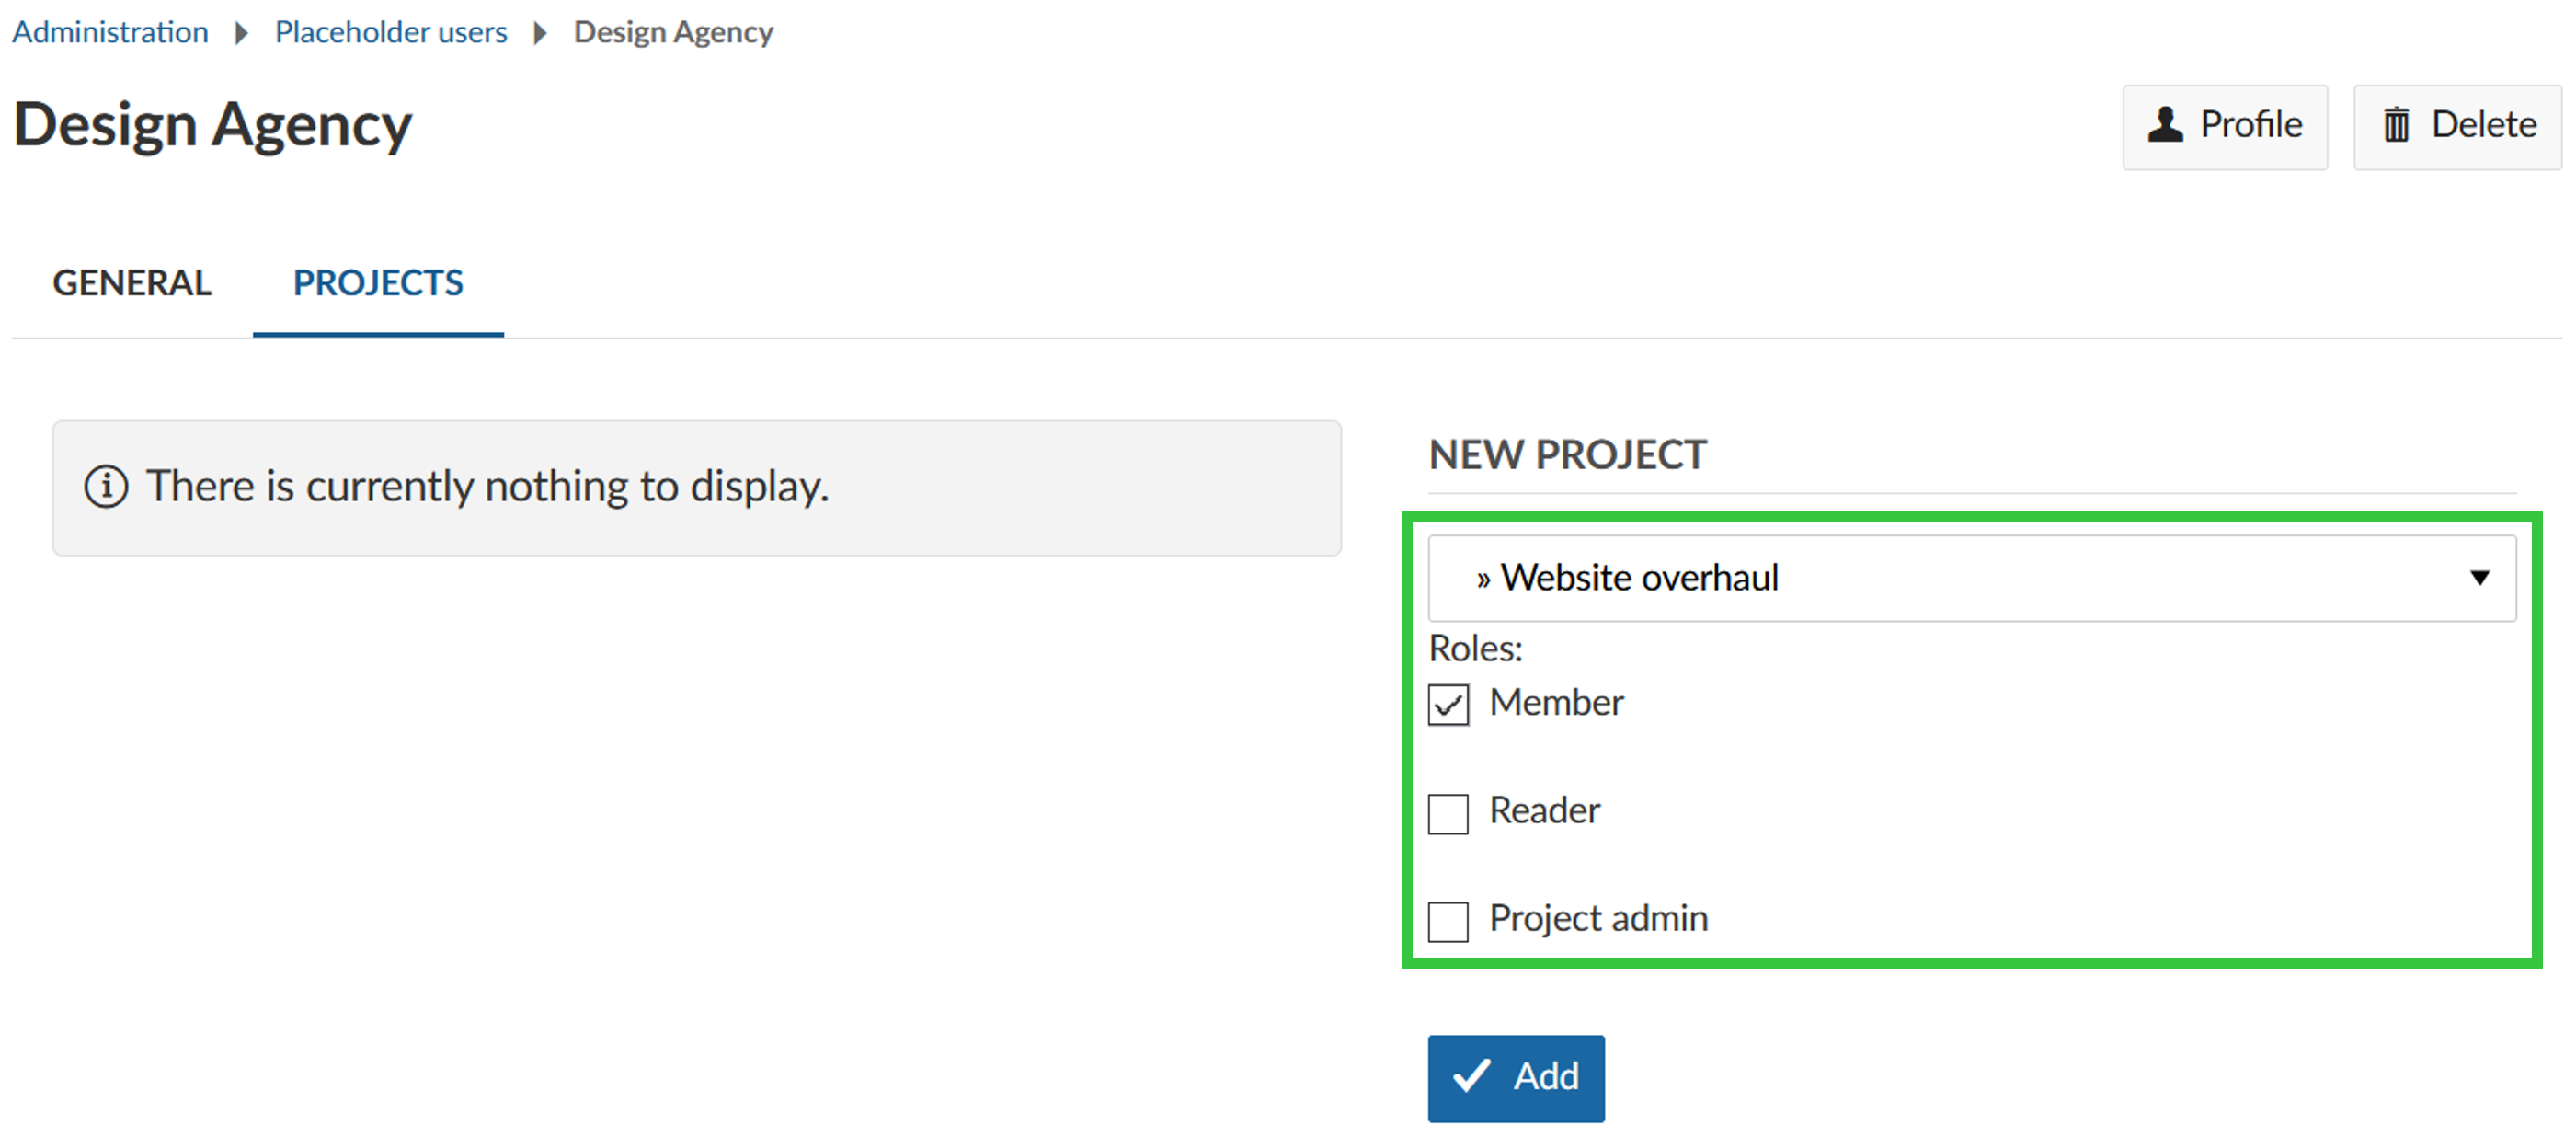 Administration Placeholder users Design Agency
Design Agency
Profile Delete
GENERAL PROJECTS
There is currently nothing to display.
NEW PROJECT
» Website overhaul
Roles:
Member
Reader
Project admin
Add